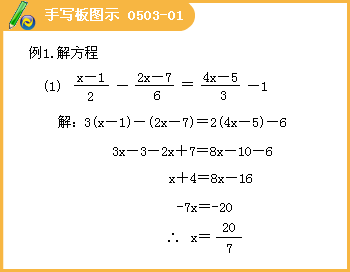 手写板图示 0503-01
例1.解方程
(1) (x－1)/2 － (2x－7)/6 ＝ (4x－5)/3 －1
解：3(x－1)－(2x－7)＝2(4x－5)－6
3x－3－2x＋7＝8x－10－6
x＋4＝8x－16
-7x＝-20
∴ x＝ 20/7